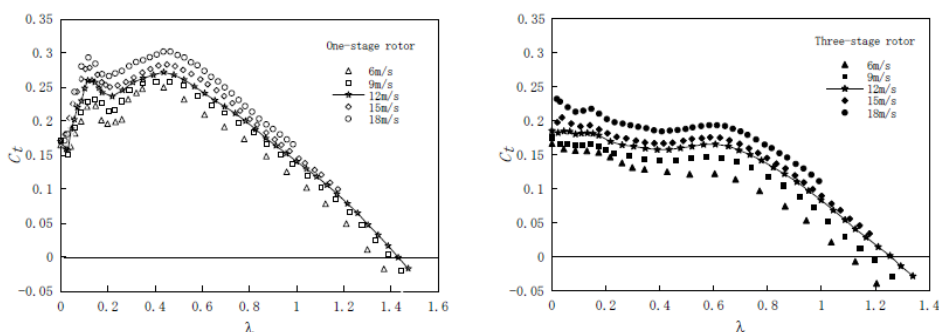 0.35
0.3
0.25
0.2
0.15
0.1
0.05
0
-0.05
Ct
One-stage rotor
6m/s
9m/s
12m/s
15m/s
18m/s
0 0.2 0.4 0.6 0.8 1 1.2 1.4 1.6
λ
0.35
0.3
0.25
0.2
0.15
0.1
0.05
0
-0.05
Ct
Three-stage rotor
6m/s
9m/s
12m/s
15m/s
18m/s
0 0.2 0.4 0.6 0.8 1 1.2 1.4
λ